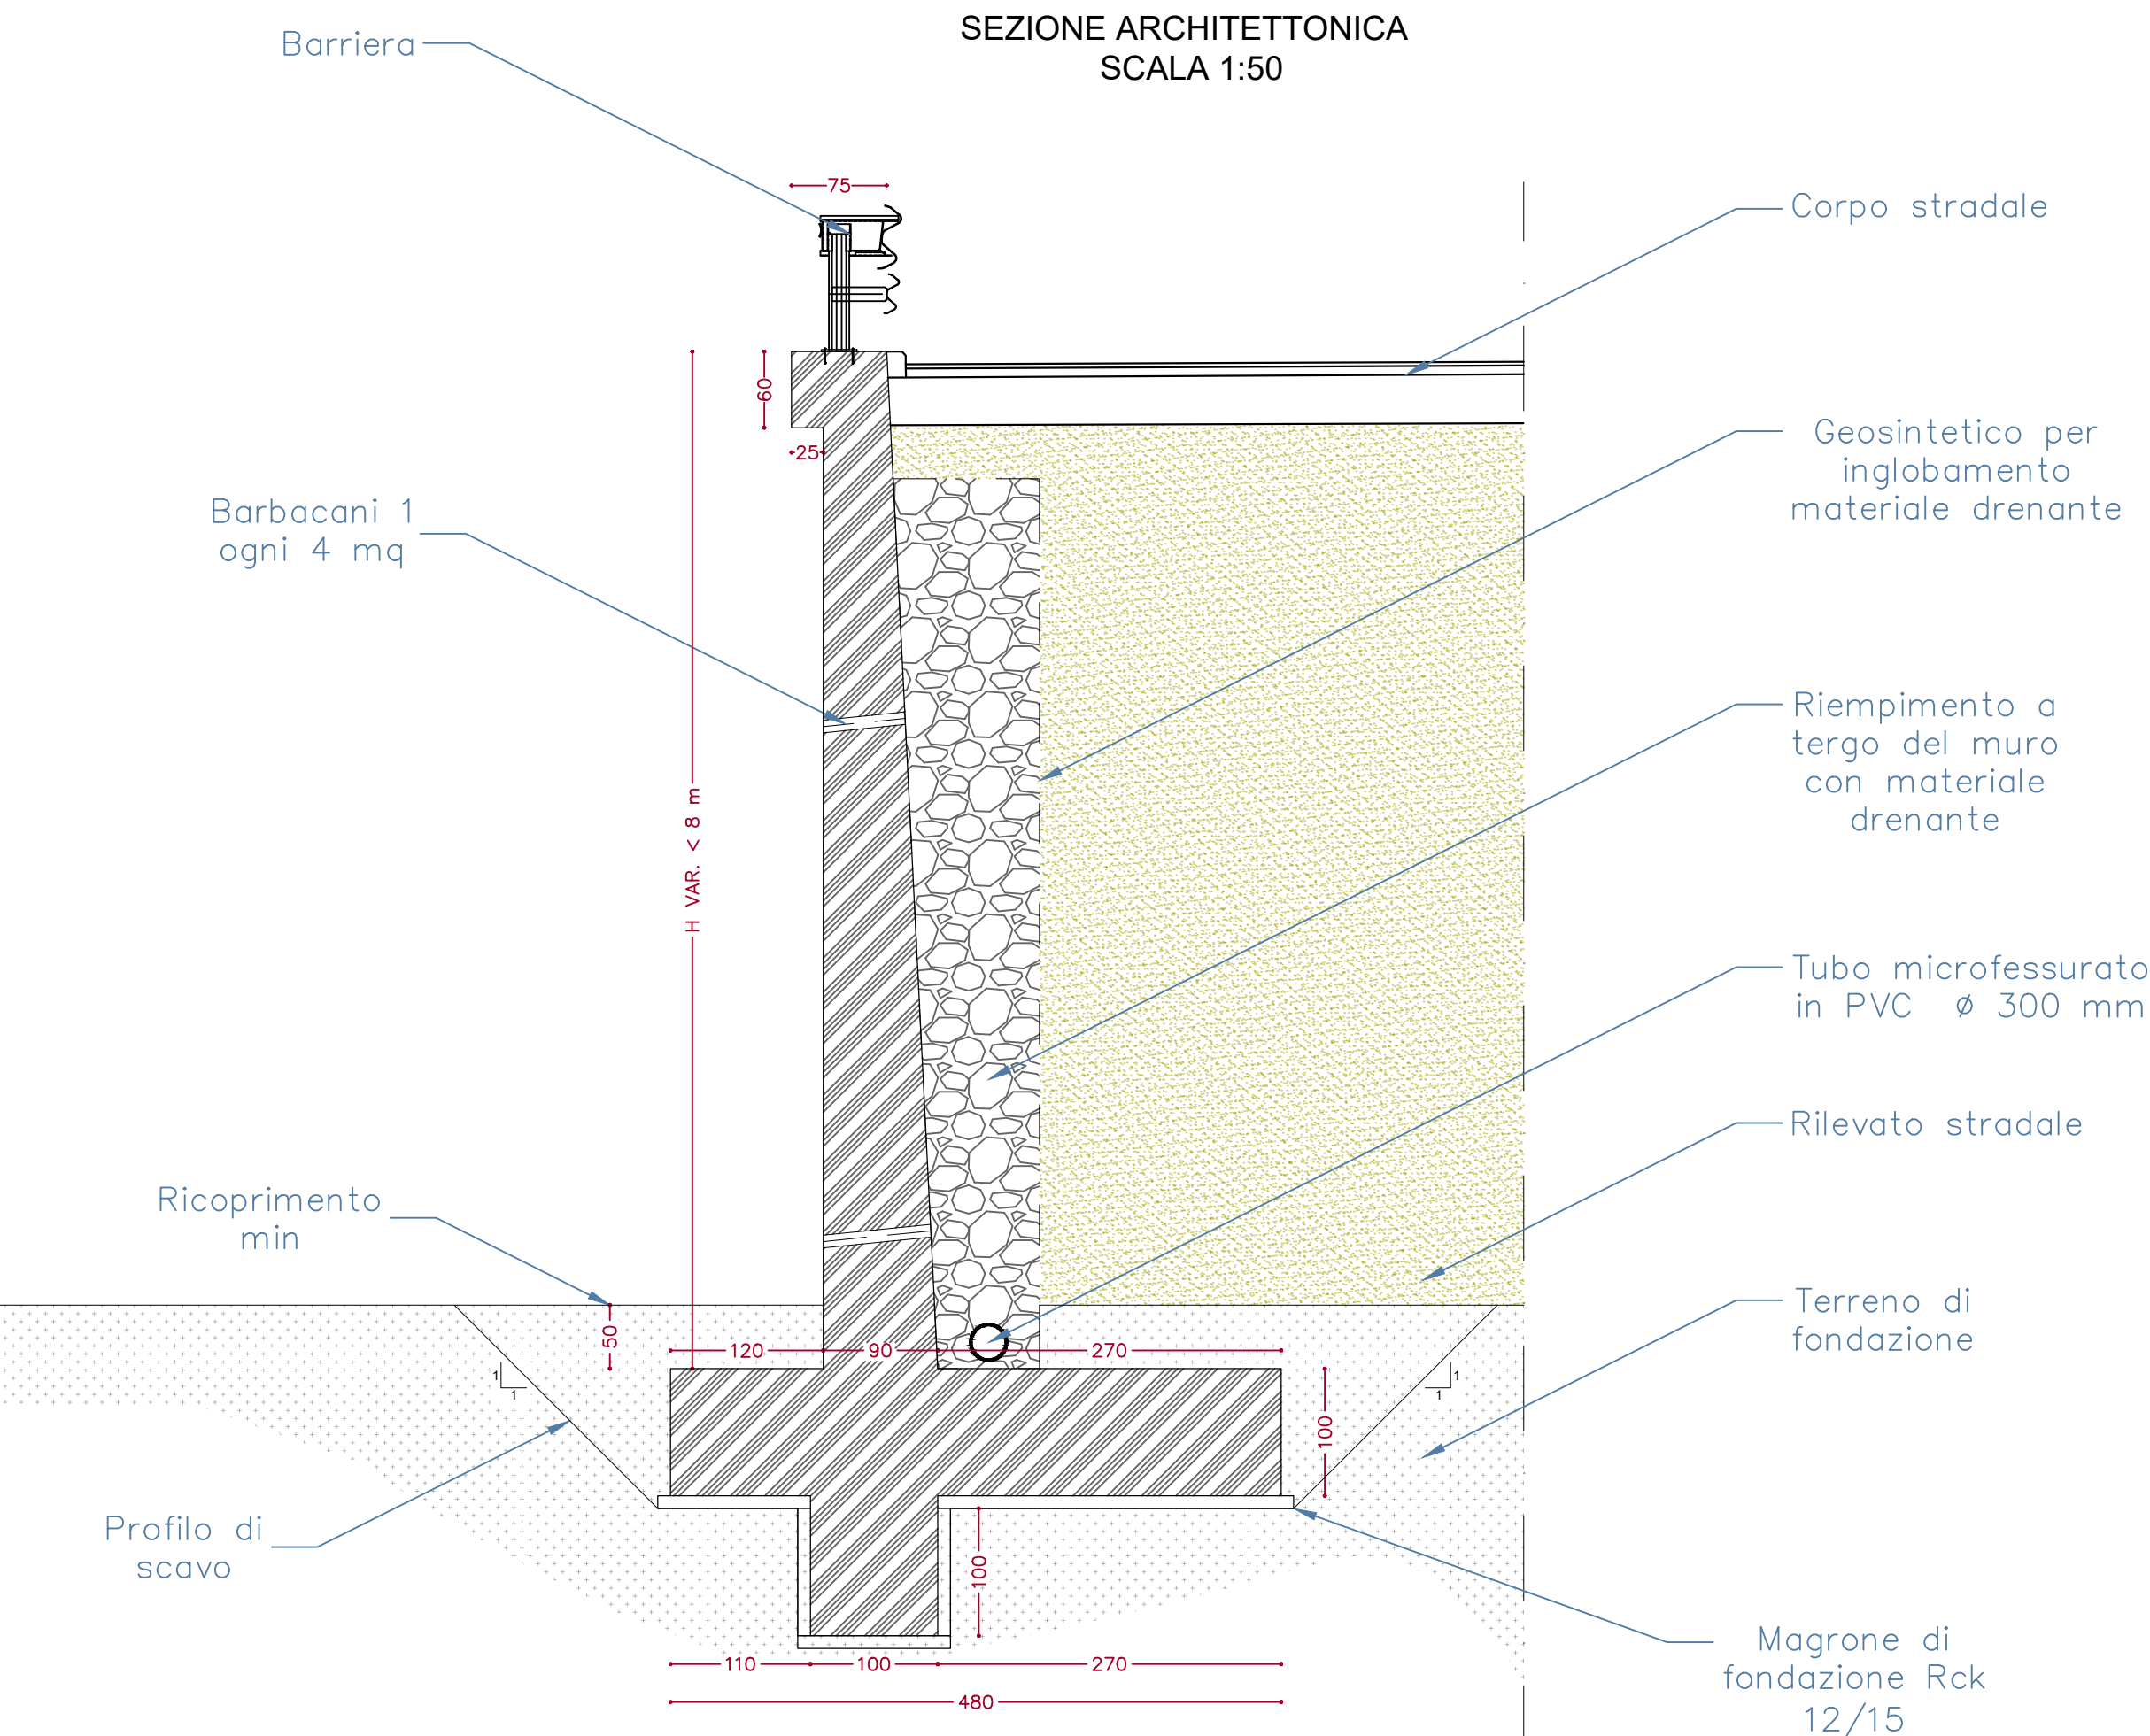 SEZIONE ARCHITETTONICA
SCALA 1:50
Barriera
75
Corpo stradale
60
25
Geosintetico per
inglobamento
materiale drenante
Barbacani 1
ogni 4 mq
Riempimento a
tergo del muro
con materiale
drenante
H VAR. < 8 m
Tubo microfessurato
in PVC ø 300 mm
Rilevato stradale
Ricoprimento
min
Terreno di
fondazione
50
120
90
270
1
1
1
1
100
Profilo di
scavo
100
Magrone di
fondazione Rck
12/15
110
100
270
480